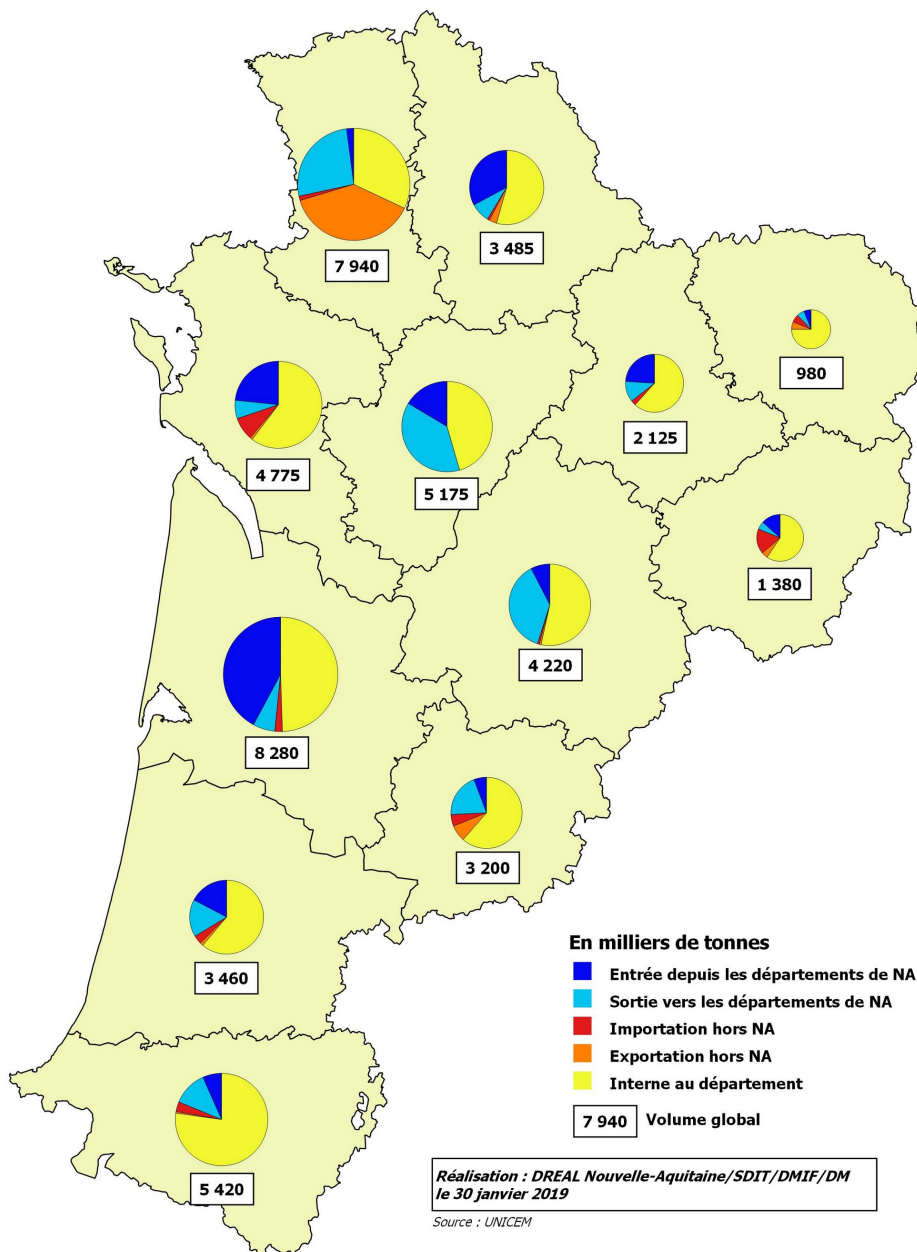 7 940
3 485
980
2 125
4 775
5 175
1 380
4 220
8 280
3 200
3 460
5 420
En milliers de tonnes
Entrée depuis les départements de NA
Sortie vers les départements de NA
Importation hors NA
Exportation hors NA
Interne au département
7 940 Volume global
Réalisation : DREAL Nouvelle-Aquitaine/SDIT/DMIF/DM
le 30 janvier 2019
Source : UNICEM